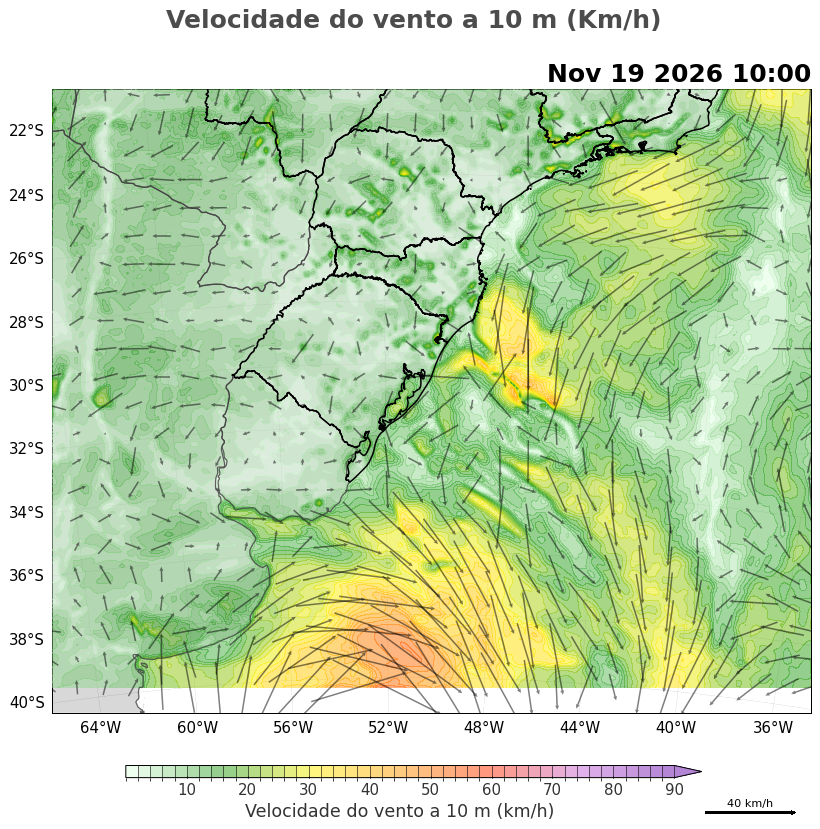 Velocidade do vento a 10 m (Km/h)
Nov 19 2026 10:00
22°S
24°S
26°S
28°S
30°S
32°S
34°S
36°S
38°S
40°S
64°W 60°W 56°W 52°W 48°W 44°W 40°W 36°W
10 20 30 40 50 60 70 80 90
Velocidade do vento a 10 m (km/h)
40 km/h